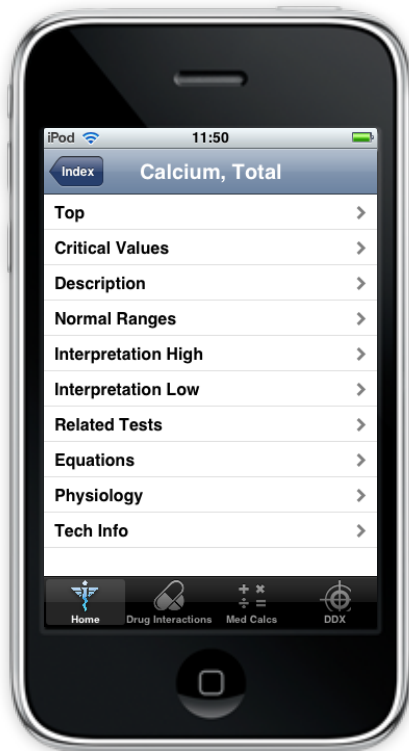 iPod 11:50
Index Calcium, Total
Top
Critical Values
Description
Normal Ranges
Interpretation High
Interpretation Low
Related Tests
Equations
Physiology
Tech Info
Home Drug Interactions Med Calcs DDX